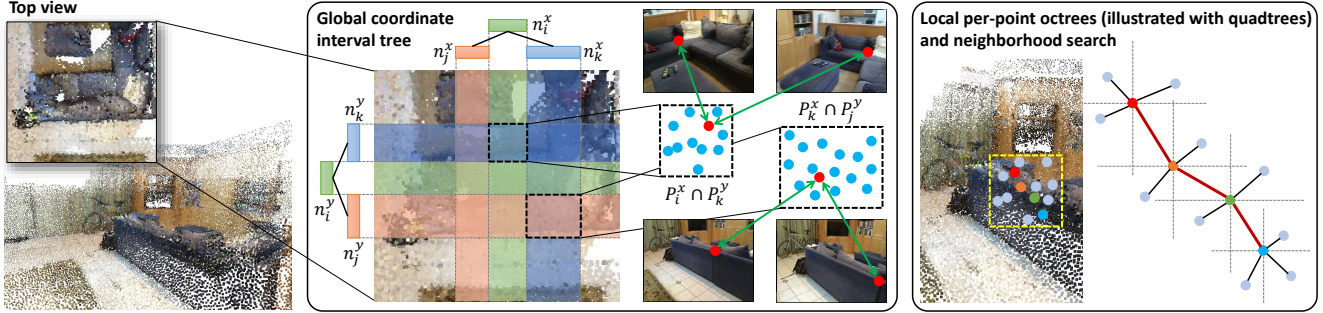 Top view
Global coordinate
interval tree
n_i^x
n_j^x
n_k^x
n_k^y
n_i^y
n_j^y
P_k^x ∩ P_j^y
P_i^x ∩ P_k^y
Local per-point octrees (illustrated with quadtrees)
and neighborhood search